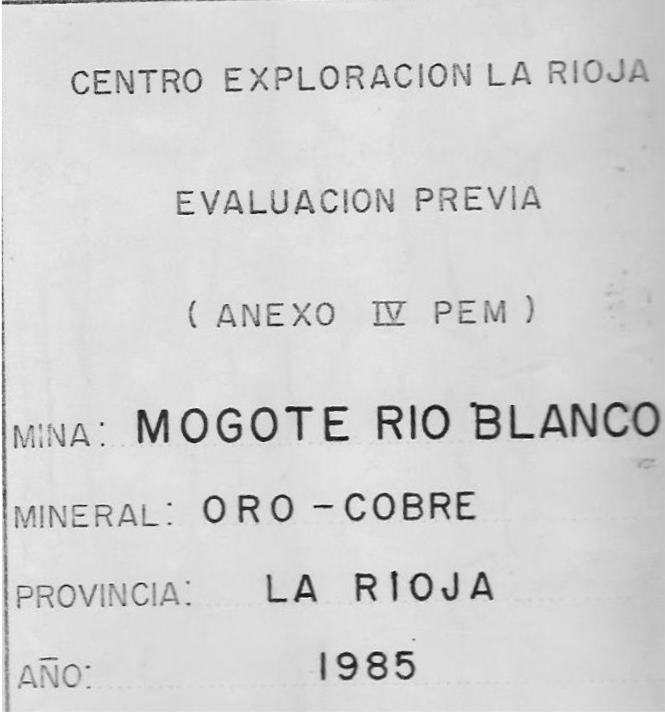 CENTRO EXPLORACION LA RIOJA
EVALUACION PREVIA
( ANEXO IV PEM )
MINA: MOGOTE RIO BLANCO
MINERAL: ORO - COBRE
PROVINCIA: LA RIOJA
AÑO: 1985